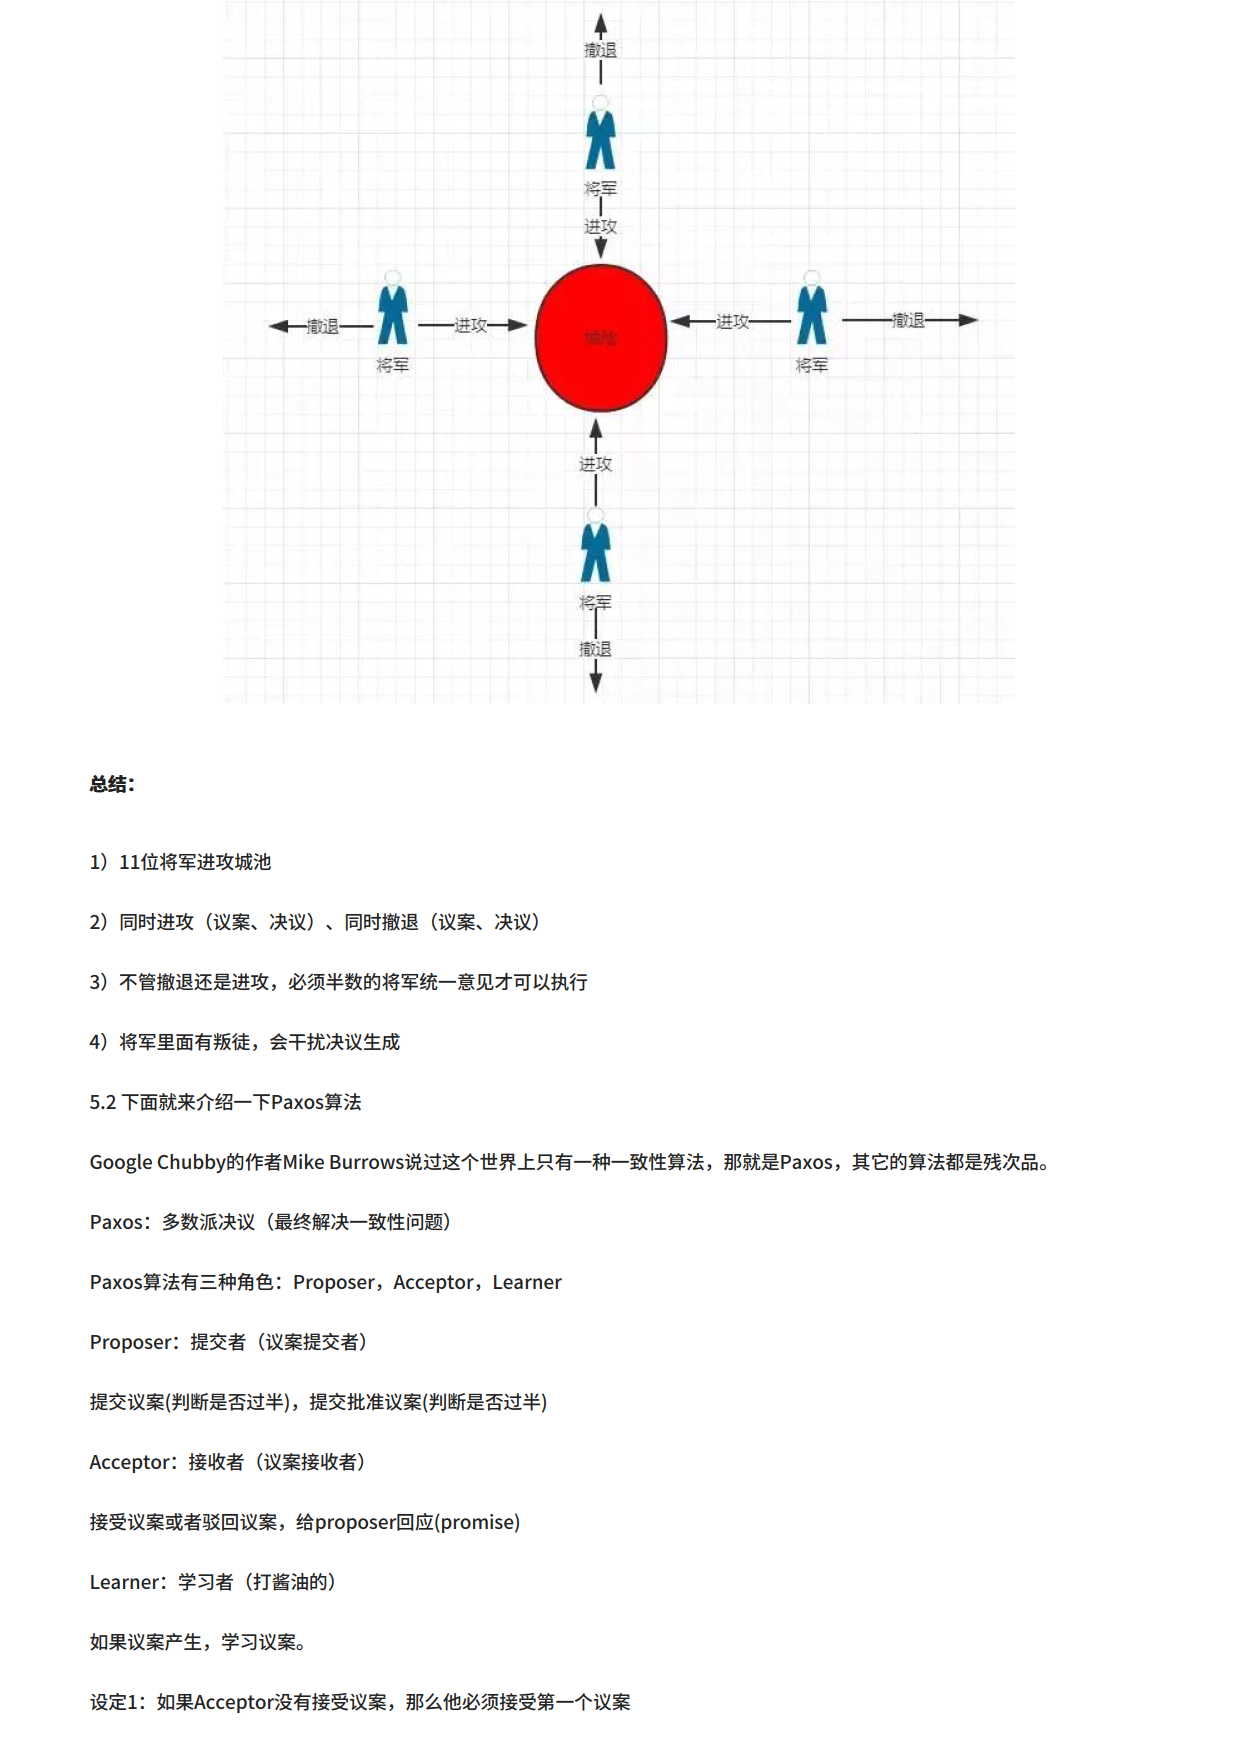 撤退
将军
进攻
撤退
将军
进攻
城池
进攻
将军
撤退
进攻
将军
撤退
总结：
1）11位将军进攻城池
2）同时进攻（议案、决议）、同时撤退（议案、决议）
3）不管撤退还是进攻，必须半数的将军统一意见才可以执行
4）将军里面有叛徒，会干扰决议生成
5.2 下面就来介绍一下Paxos算法
Google Chubby的作者Mike Burrows说过这个世界上只有一种一致性算法，那就是Paxos，其它的算法都是残次品。
Paxos：多数派决议（最终解决一致性问题）
Paxos算法有三种角色：Proposer，Acceptor，Learner
Proposer：提交者（议案提交者）
提交议案(判断是否过半)，提交批准议案(判断是否过半)
Acceptor：接收者（议案接收者）
接受议案或者驳回议案，给proposer回应(promise)
Learner：学习者（打酱油的）
如果议案产生，学习议案。
设定1：如果Acceptor没有接受议案，那么他必须接受第一个议案